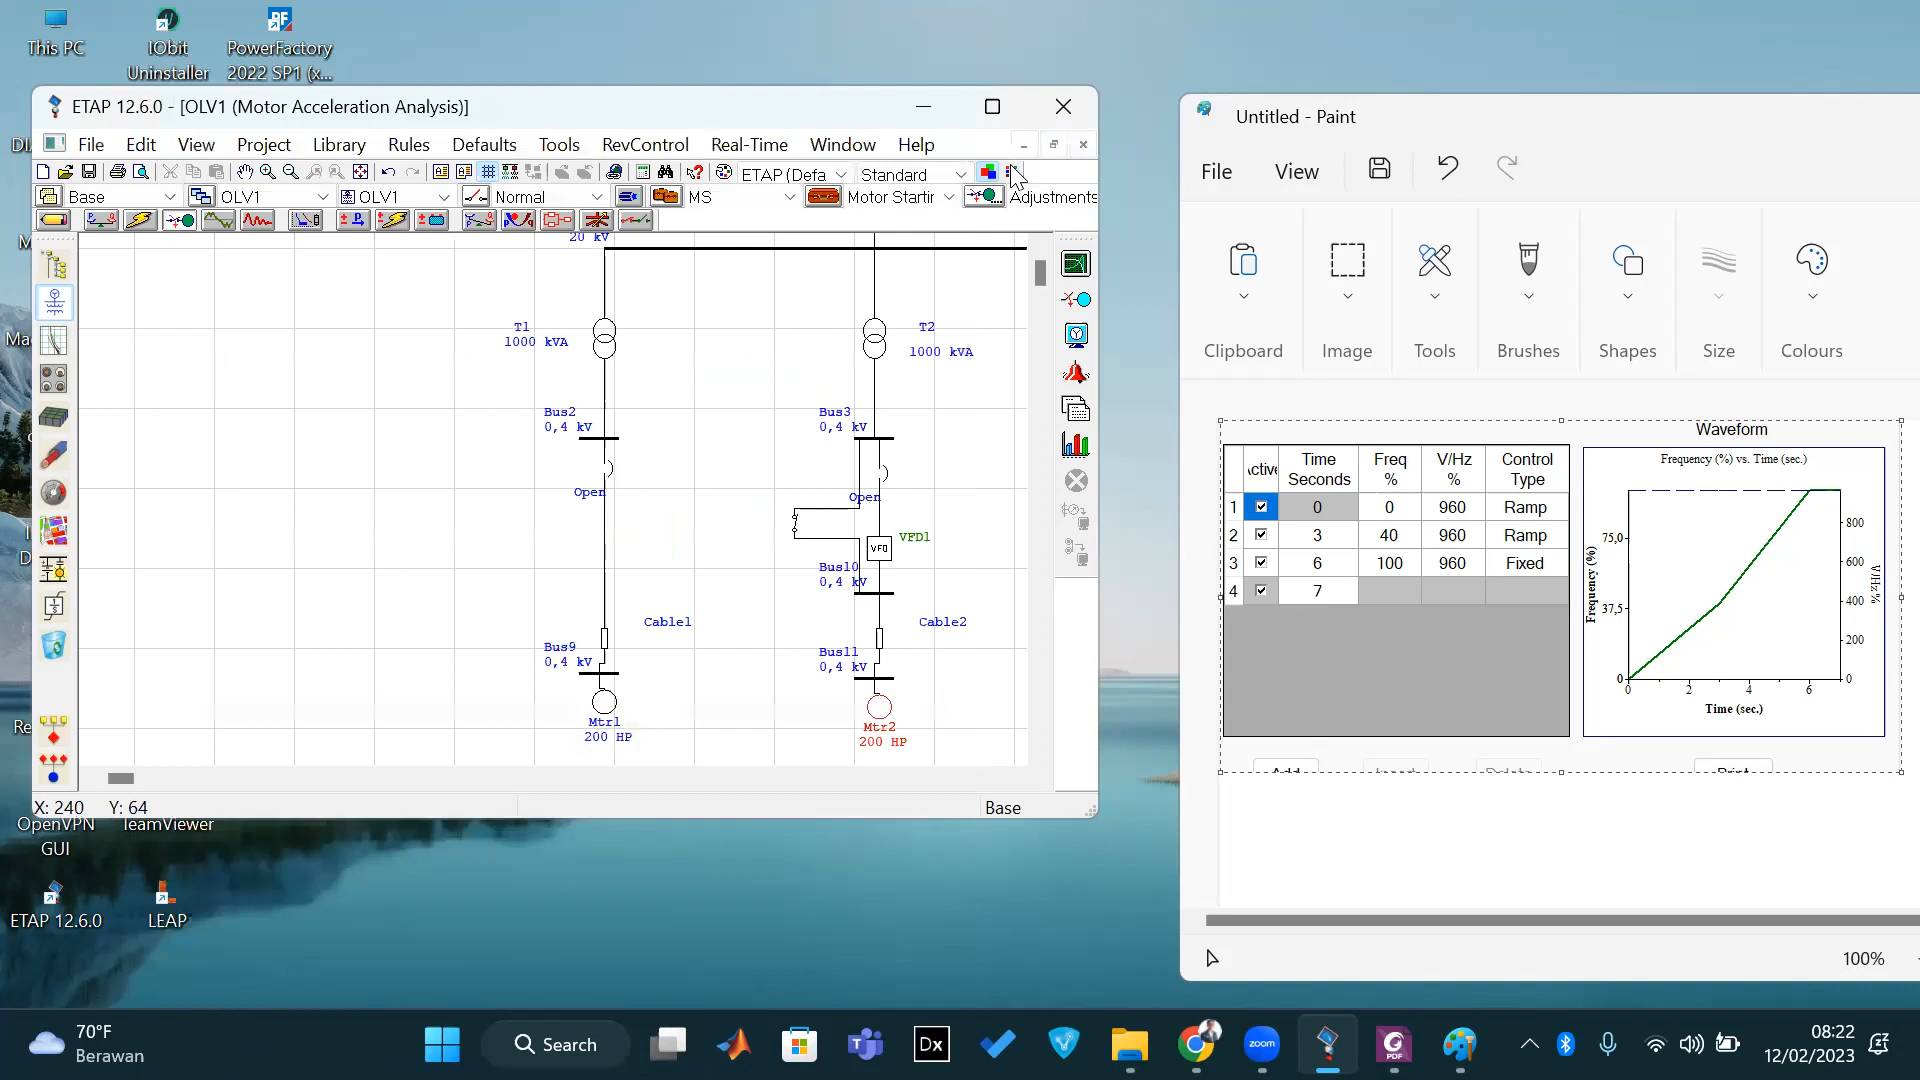 This PC
IObit
Uninstaller
PowerFactory
2022 SP1 (x...
ETAP 12.6.0 - [OLV1 (Motor Acceleration Analysis)]
File Edit View Project Library Rules Defaults Tools RevControl Real-Time Window Help
ETAP (Defa Standard
Base OLV1 OLV1 Normal MS Motor Startir Adjustments
20 kV
T1
1000 kVA
T2
1000 kVA
Bus2
0,4 kV
Bus3
0,4 kV
Open
Open
VFD1
VFD
Bus10
0,4 kV
Cable1
Cable2
Bus9
0,4 kV
Bus11
0,4 kV
Mtr1
200 HP
Mtr2
200 HP
X: 240 Y: 64
Base
OpenVPN
GUI
TeamViewer
ETAP 12.6.0
LEAP
Untitled - Paint
File View
Clipboard Image Tools Brushes Shapes Size Colours
Waveform
Active Time Seconds Freq % V/Hz % Control Type
1 0 0 960 Ramp
2 3 40 960 Ramp
3 6 100 960 Fixed
4 7
Frequency (%) vs. Time (sec.)
Frequency (%)
75,0
37,5
0
800
600
400
200
0
V/Hz %
0 2 4 6
Time (sec.)
Add Insert Delete Print
100%
70°F
Berawan
Search
Dx
zoom
PDF
08:22
12/02/2023